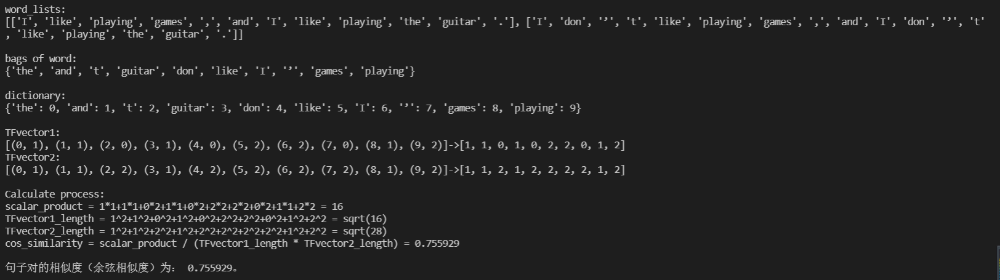 word_lists:
[['I', 'like', 'playing', 'games', ',', 'and', 'I', 'like', 'playing', 'the', 'guitar', '.'], ['I', 'don', '’', 't', 'like', 'playing', 'games', ',', 'and', 'I', 'don', '’', 't'
, 'like', 'playing', 'the', 'guitar', '.']]
bags of word:
{'the', 'and', 't', 'guitar', 'don', 'like', 'I', '’', 'games', 'playing'}
dictionary:
{'the': 0, 'and': 1, 't': 2, 'guitar': 3, 'don': 4, 'like': 5, 'I': 6, '’': 7, 'games': 8, 'playing': 9}
TFvector1:
[(0, 1), (1, 1), (2, 0), (3, 1), (4, 0), (5, 2), (6, 2), (7, 0), (8, 1), (9, 2)]->[1, 1, 0, 1, 0, 2, 2, 0, 1, 2]
TFvector2:
[(0, 1), (1, 1), (2, 2), (3, 1), (4, 2), (5, 2), (6, 2), (7, 2), (8, 1), (9, 2)]->[1, 1, 2, 1, 2, 2, 2, 2, 1, 2]
Calculate process:
scalar_product = 1*1+1*1+0*2+1*1+0*2+2*2+2*2+0*2+1*1+2*2 = 16
TFvector1_length = 1^2+1^2+0^2+1^2+0^2+2^2+2^2+0^2+1^2+2^2 = sqrt(16)
TFvector2_length = 1^2+1^2+2^2+1^2+2^2+2^2+2^2+2^2+1^2+2^2 = sqrt(28)
cos_similarity = scalar_product / (TFvector1_length * TFvector2_length) = 0.755929
句子对的相似度（余弦相似度）为： 0.755929。